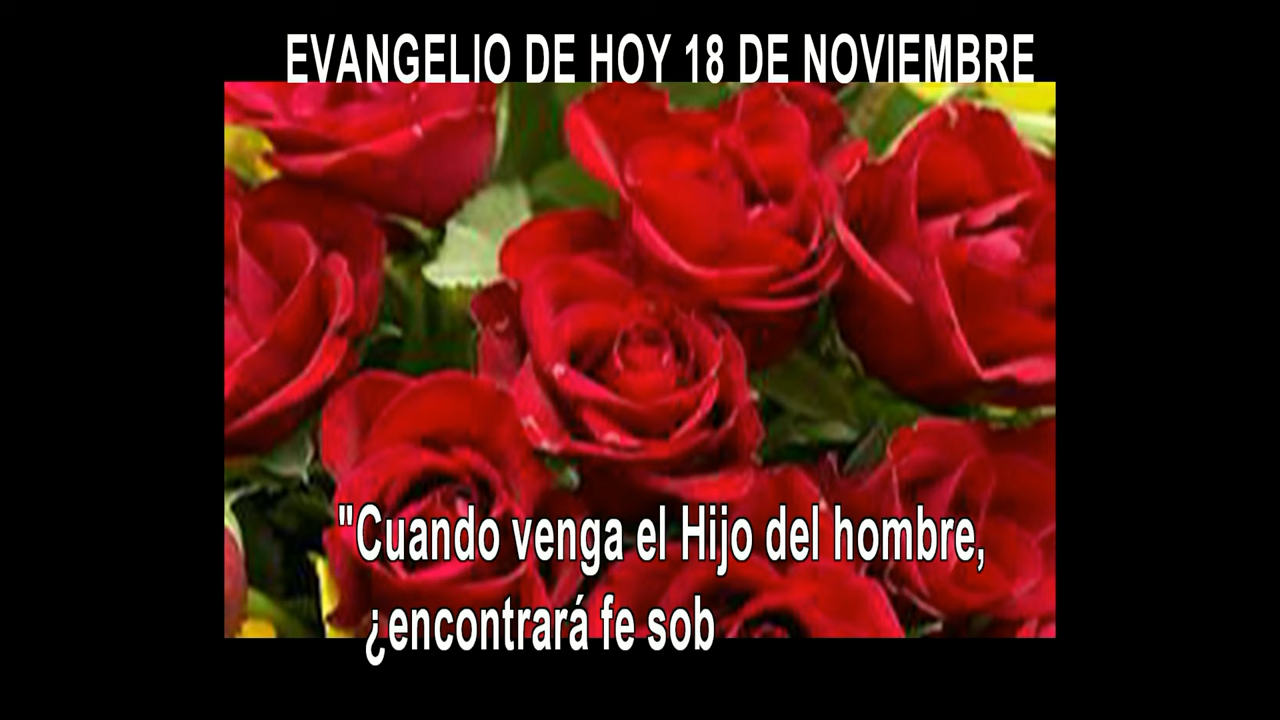 EVANGELIO DE HOY 18 DE NOVIEMBRE
"Cuando venga el Hijo del hombre,
¿encontrará fe sob